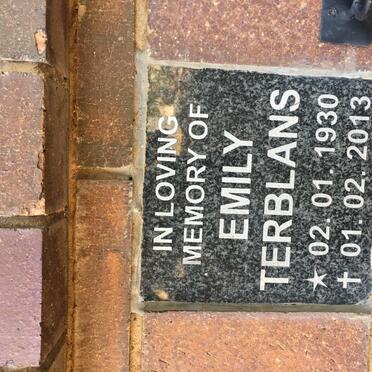 IN LOVING
MEMORY OF
EMILY
TERBLANS
★ 02. 01. 1930
✝ 01. 02. 2013